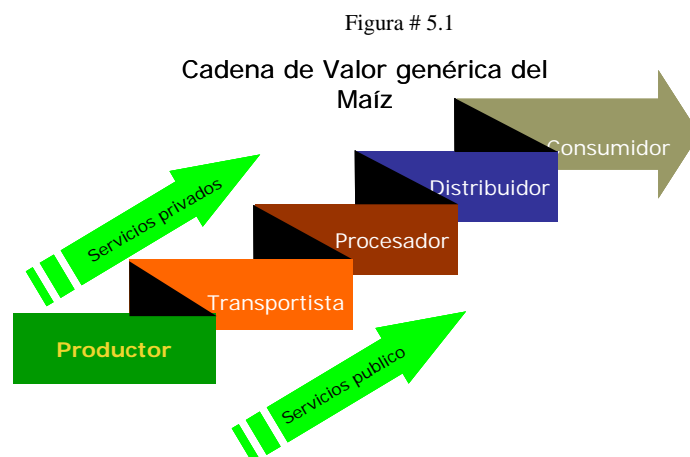 Figura # 5.1
Cadena de Valor genérica del
Maíz
Consumidor
Distribuidor
Servicios privados
Procesador
Transportista
Productor
Servicios publico